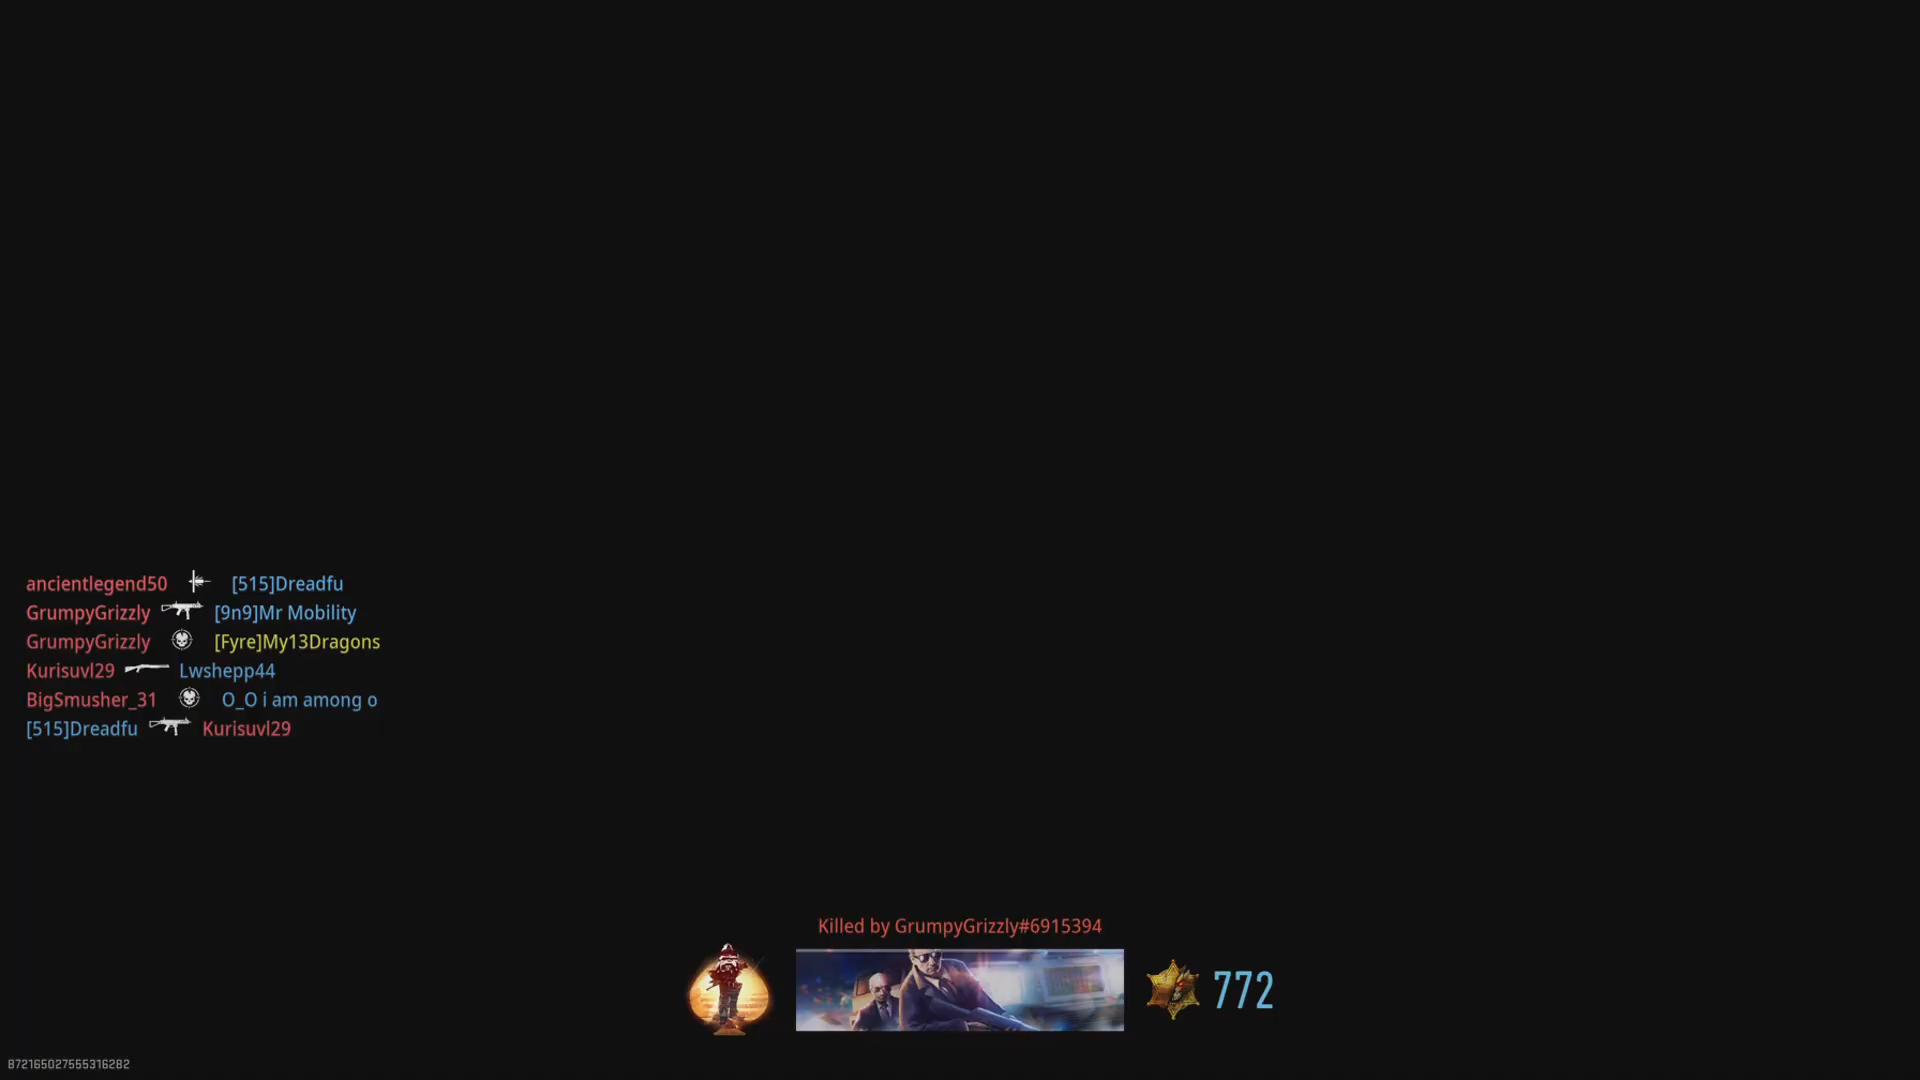 ancientlegend50 [515]Dreadfu
GrumpyGrizzly [9n9]Mr Mobility
GrumpyGrizzly [Fyre]My13Dragons
Kurisuvl29 Lwshepp44
BigSmusher_31 O_O i am among o
[515]Dreadfu Kurisuvl29
Killed by GrumpyGrizzly#6915394
772
872165027555316282